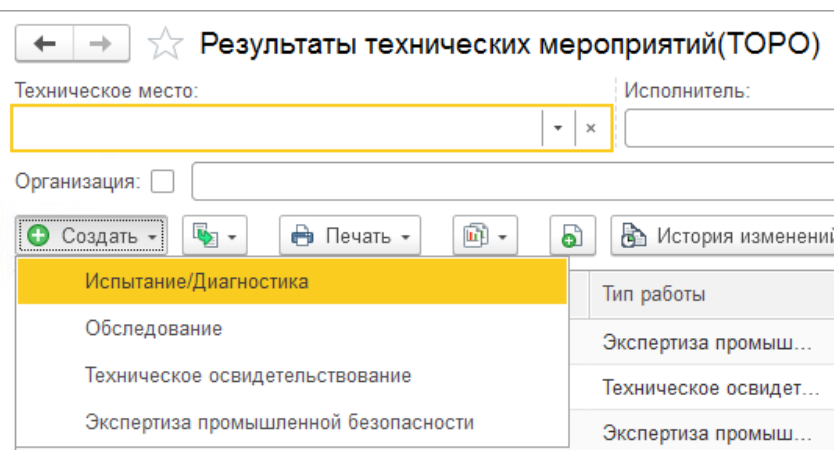 Результаты технических мероприятий(ТОРО)
Техническое место: Исполнитель:
Организация:
Создать Печать История изменений
Испытание/Диагностика
Тип работы
Обследование
Экспертиза промыш...
Техническое освидетельствование
Техническое освидет...
Экспертиза промышленной безопасности
Экспертиза промыш...